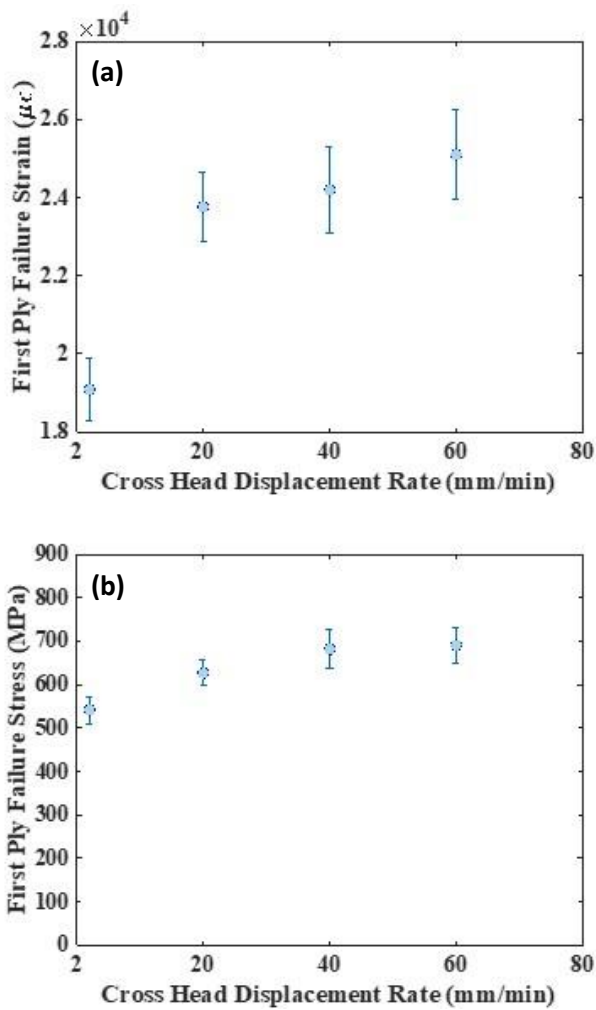 ×10⁴
2.8
(a)
2.6
2.4
2.2
2
1.8
First Ply Failure Strain (με)
2 20 40 60 80
Cross Head Displacement Rate (mm/min)
900
(b)
800
700
600
500
400
300
200
100
0
First Ply Failure Stress (MPa)
2 20 40 60 80
Cross Head Displacement Rate (mm/min)